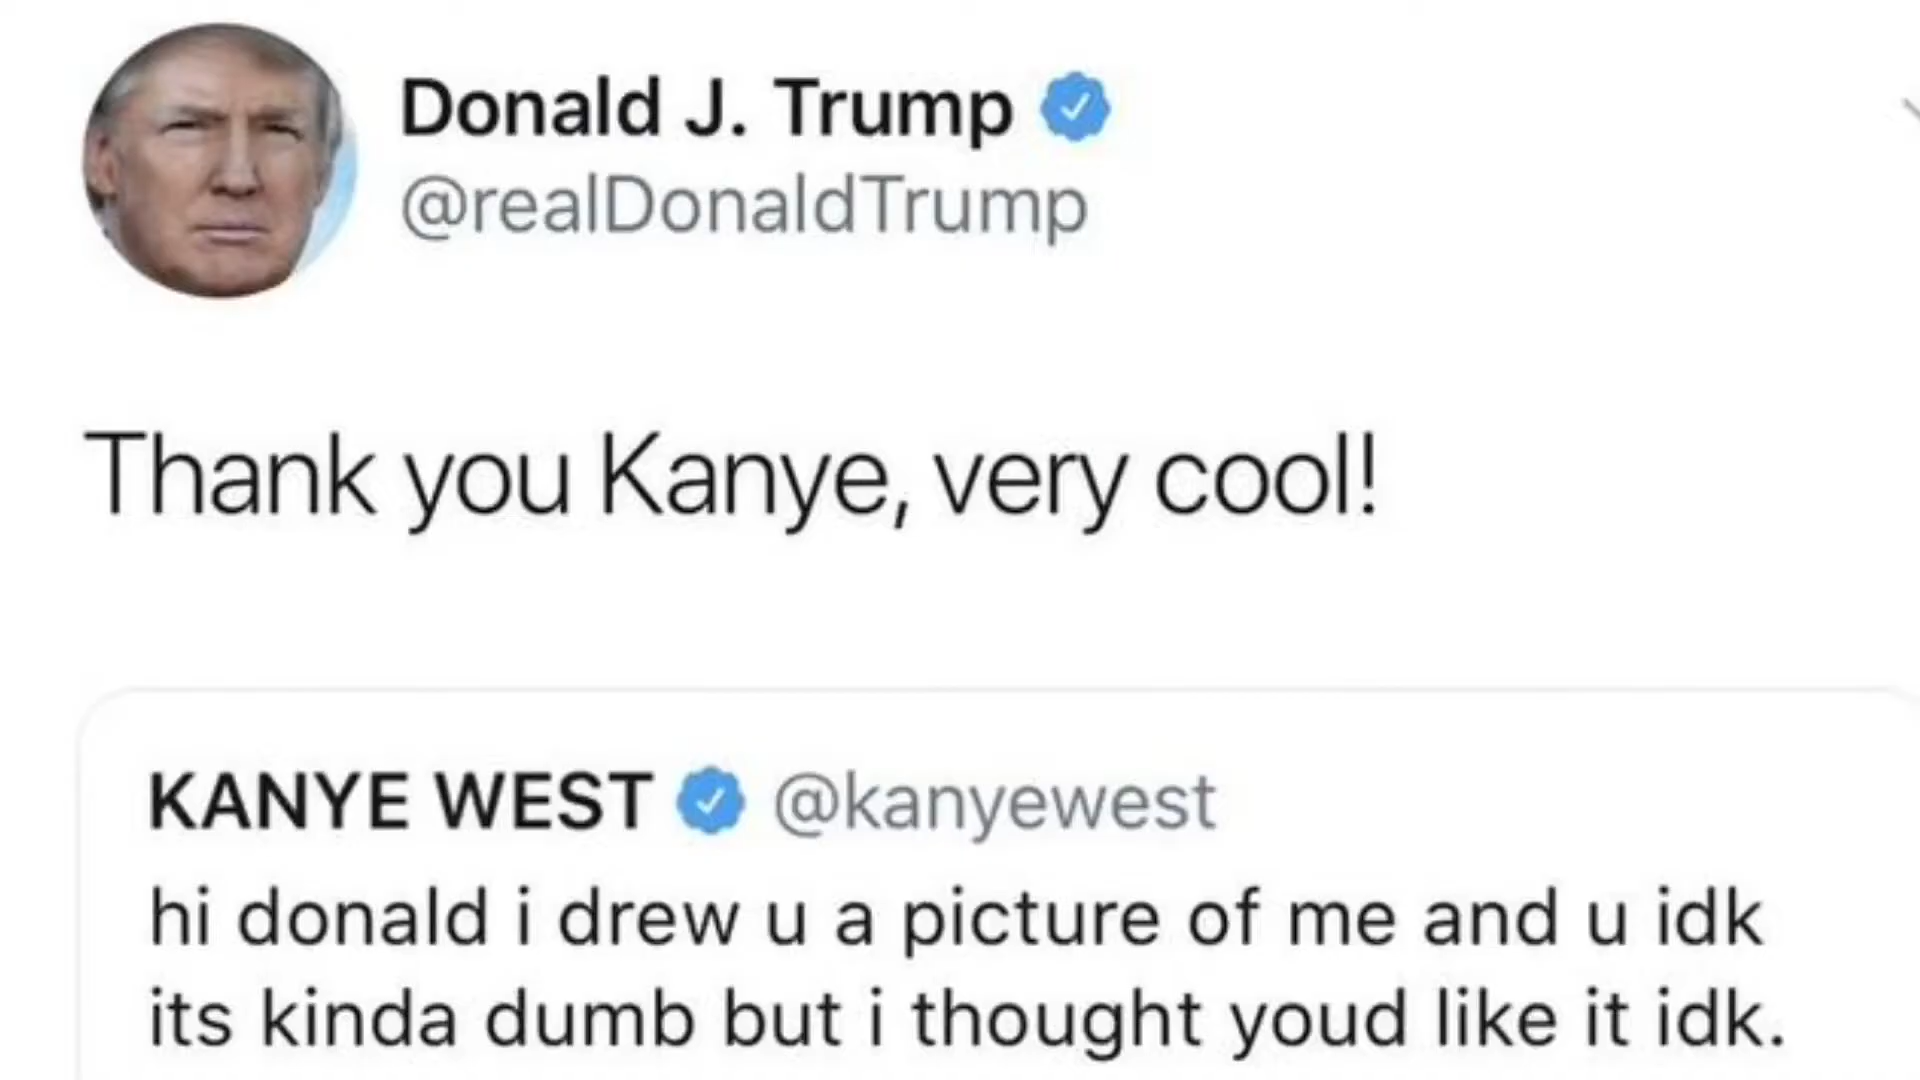 Donald J. Trump
@realDonaldTrump
Thank you Kanye, very cool!
KANYE WEST @kanyewest
hi donald i drew u a picture of me and u idk
its kinda dumb but i thought youd like it idk.